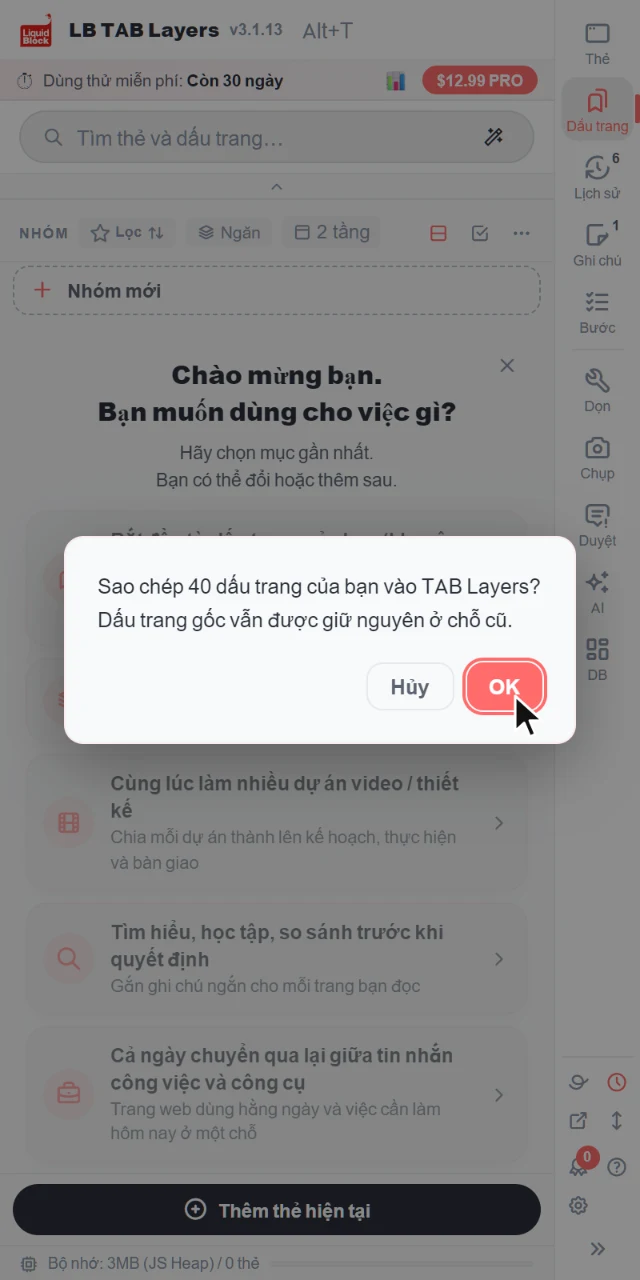 Liquid Block
LB TAB Layers v3.1.13 Alt+T
Dùng thử miễn phí: Còn 30 ngày
$12.99 PRO
Tìm thẻ và dấu trang…
NHÓM Lọc Ngăn 2 tầng
Nhóm mới
Chào mừng bạn.
Bạn muốn dùng cho việc gì?
Hãy chọn mục gần nhất.
Bạn có thể đổi hoặc thêm sau.
Sao chép 40 dấu trang của bạn vào TAB Layers?
Dấu trang gốc vẫn được giữ nguyên ở chỗ cũ.
Hủy OK
Cùng lúc làm nhiều dự án video / thiết
kế
Chia mỗi dự án thành lên kế hoạch, thực hiện
và bàn giao
Tìm hiểu, học tập, so sánh trước khi
quyết định
Gắn ghi chú ngắn cho mỗi trang bạn đọc
Cả ngày chuyển qua lại giữa tin nhắn
công việc và công cụ
Trang web dùng hằng ngày và việc cần làm
hôm nay ở một chỗ
Thêm thẻ hiện tại
Bộ nhớ: 3MB (JS Heap) / 0 thẻ
Thẻ
Dấu trang
6
Lịch sử
1
Ghi chú
Bước
Dọn
Chụp
Duyệt
AI
DB
0